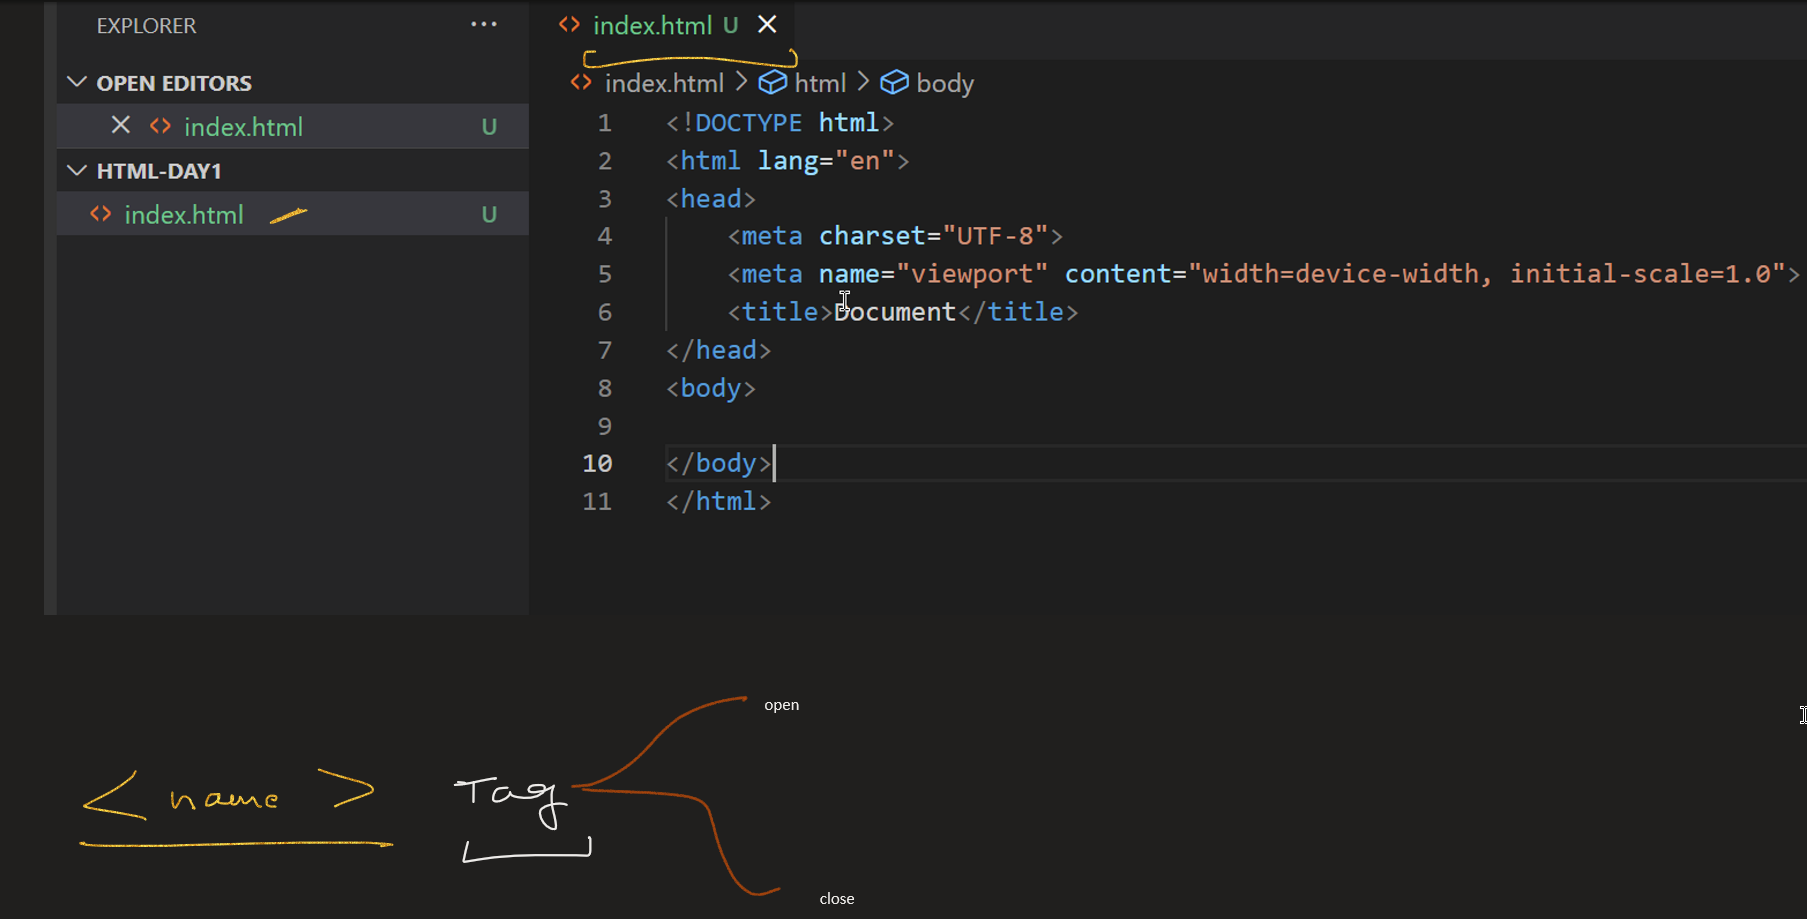 EXPLORER ...
OPEN EDITORS
index.html U
HTML-DAY1
index.html U
index.html U
index.html > html > body
1 <!DOCTYPE html>
2 <html lang="en">
3 <head>
4     <meta charset="UTF-8">
5     <meta name="viewport" content="width=device-width, initial-scale=1.0">
6     <title>Document</title>
7 </head>
8 <body>
9
10 </body>
11 </html>
open
< name > Tag
close